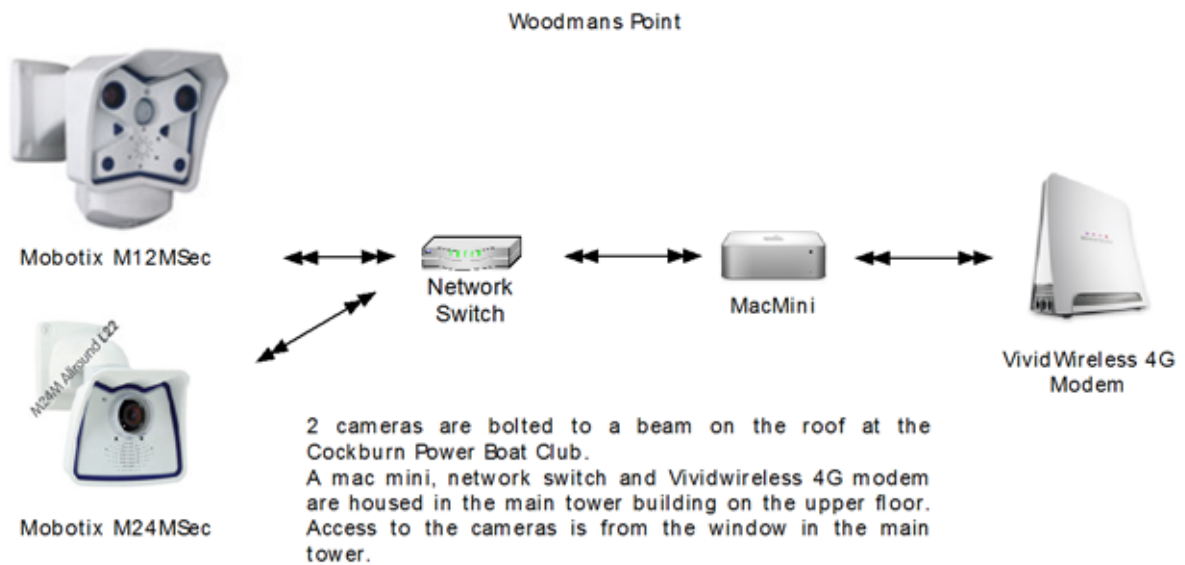 Woodmans Point
Mobotix M12MSec
Network
Switch
MacMini
VividWireless 4G
Modem
M24M Allround L22
Mobotix M24MSec
2 cameras are bolted to a beam on the roof at the
Cockburn Power Boat Club.
A mac mini, network switch and Vividwireless 4G modem
are housed in the main tower building on the upper floor.
Access to the cameras is from the window in the main
tower.